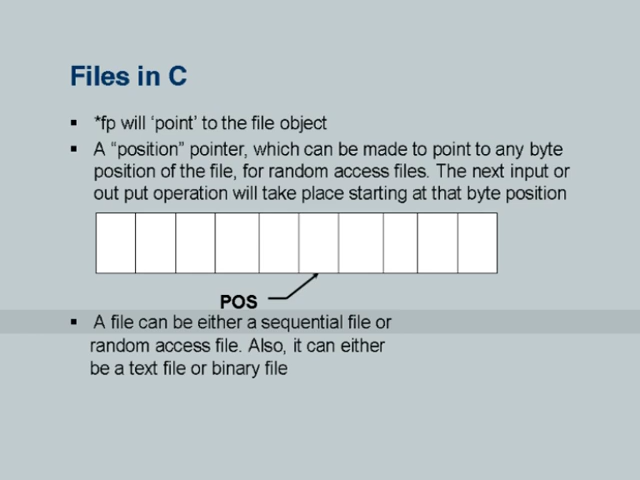 Files in C
▪ *fp will ‘point’ to the file object
▪ A “position” pointer, which can be made to point to any byte
position of the file, for random access files. The next input or
out put operation will take place starting at that byte position
POS
▪ A file can be either a sequential file or
random access file. Also, it can either
be a text file or binary file